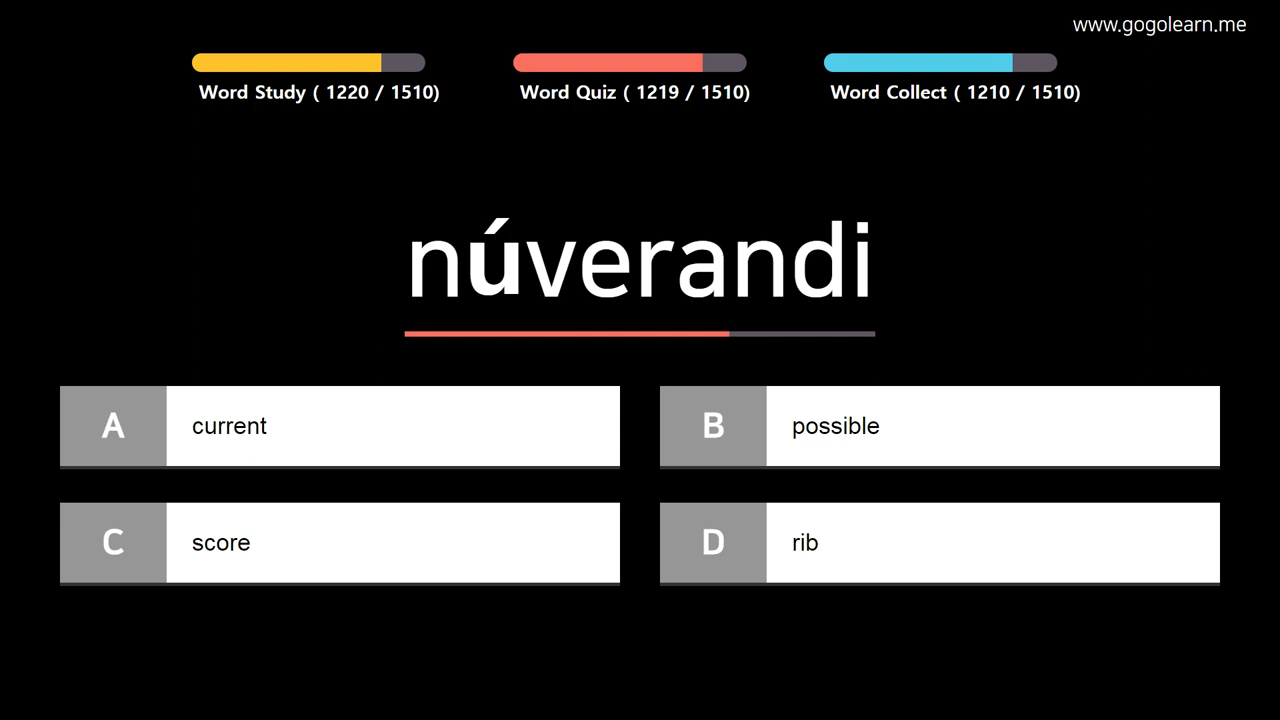 www.gogolearn.me
Word Study ( 1220 / 1510)
Word Quiz ( 1219 / 1510)
Word Collect ( 1210 / 1510)
núverandi
A current
B possible
C score
D rib